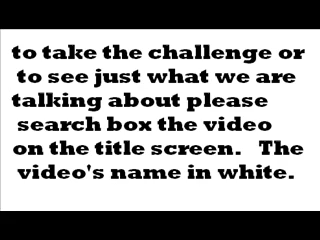 to take the challenge or
to see just what we are
talking about please
search box the video
on the title screen. The
video's name in white.